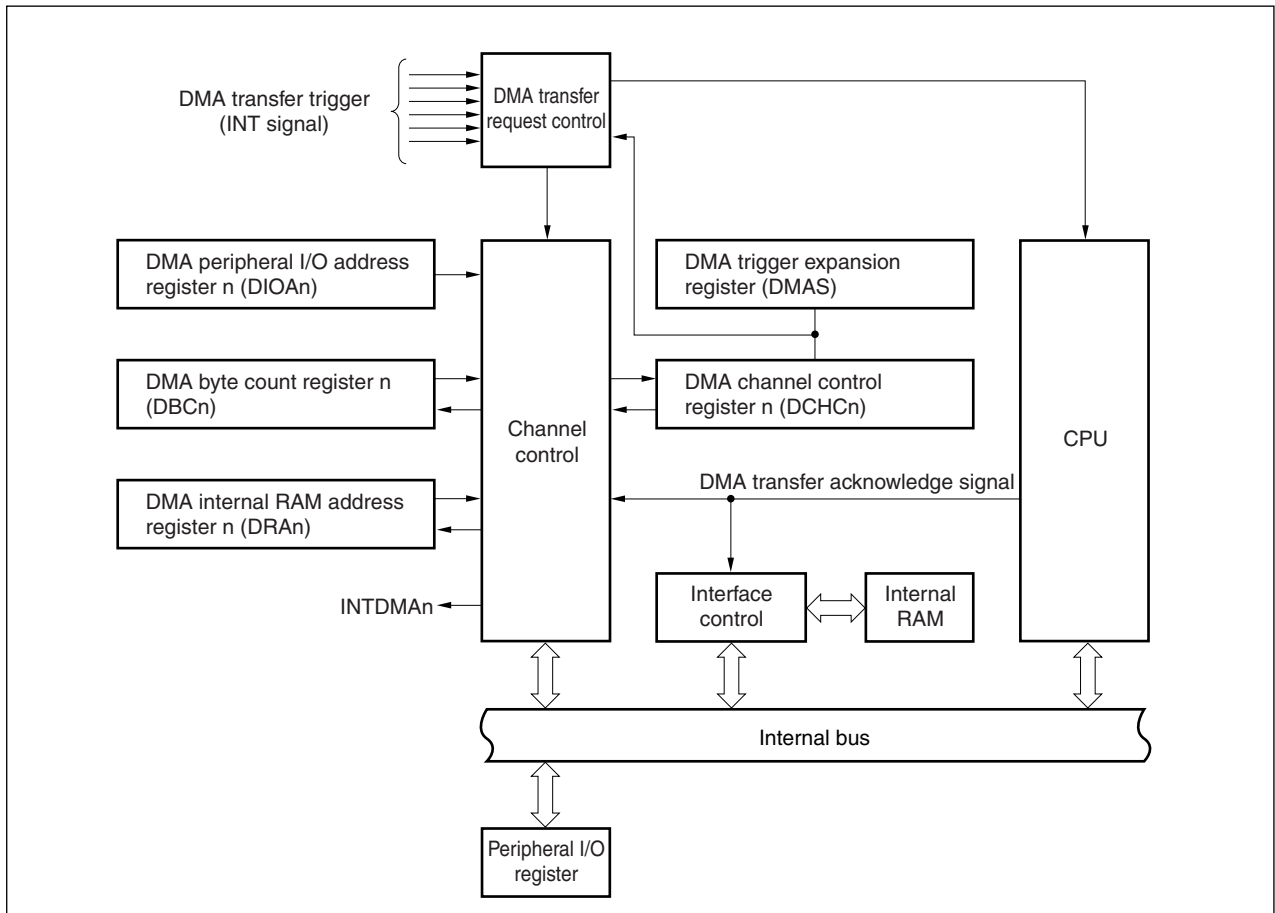 DMA transfer trigger
(INT signal)
DMA transfer
request control
DMA peripheral I/O address
register n (DIOAn)
DMA trigger expansion
register (DMAS)
DMA byte count register n
(DBCn)
DMA channel control
register n (DCHCn)
Channel
control
CPU
DMA internal RAM address
register n (DRAn)
DMA transfer acknowledge signal
INTDMAn
Interface
control
Internal
RAM
Internal bus
Peripheral I/O
register